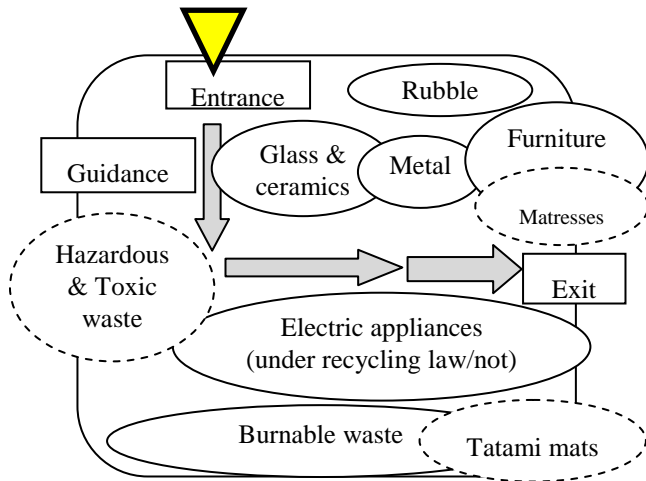 Entrance
Rubble
Guidance
Glass &
ceramics
Metal
Furniture
Matresses
Hazardous
& Toxic
waste
Exit
Electric appliances
(under recycling law/not)
Burnable waste
Tatami mats